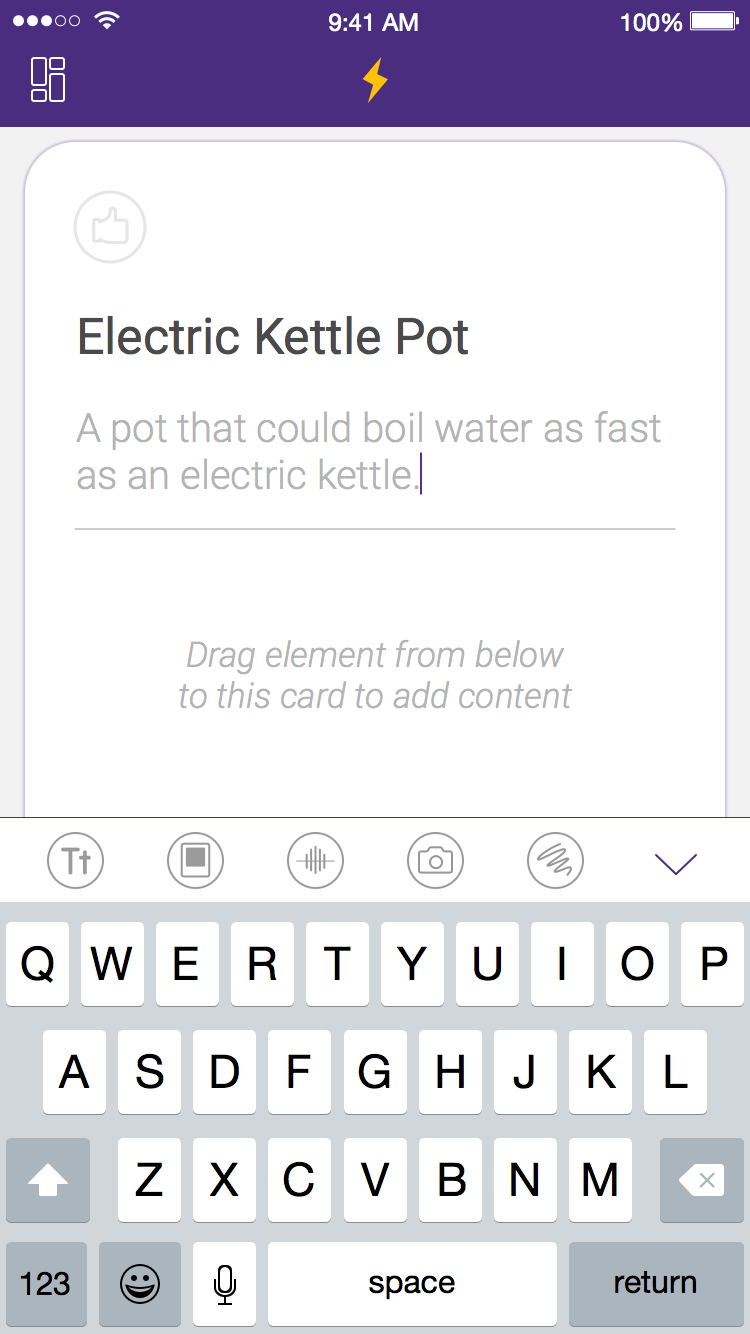 9:41 AM 100%
Electric Kettle Pot
A pot that could boil water as fast
as an electric kettle.
Drag element from below
to this card to add content
Tt
Q W E R T Y U I O P
A S D F G H J K L
Z X C V B N M
123 space return